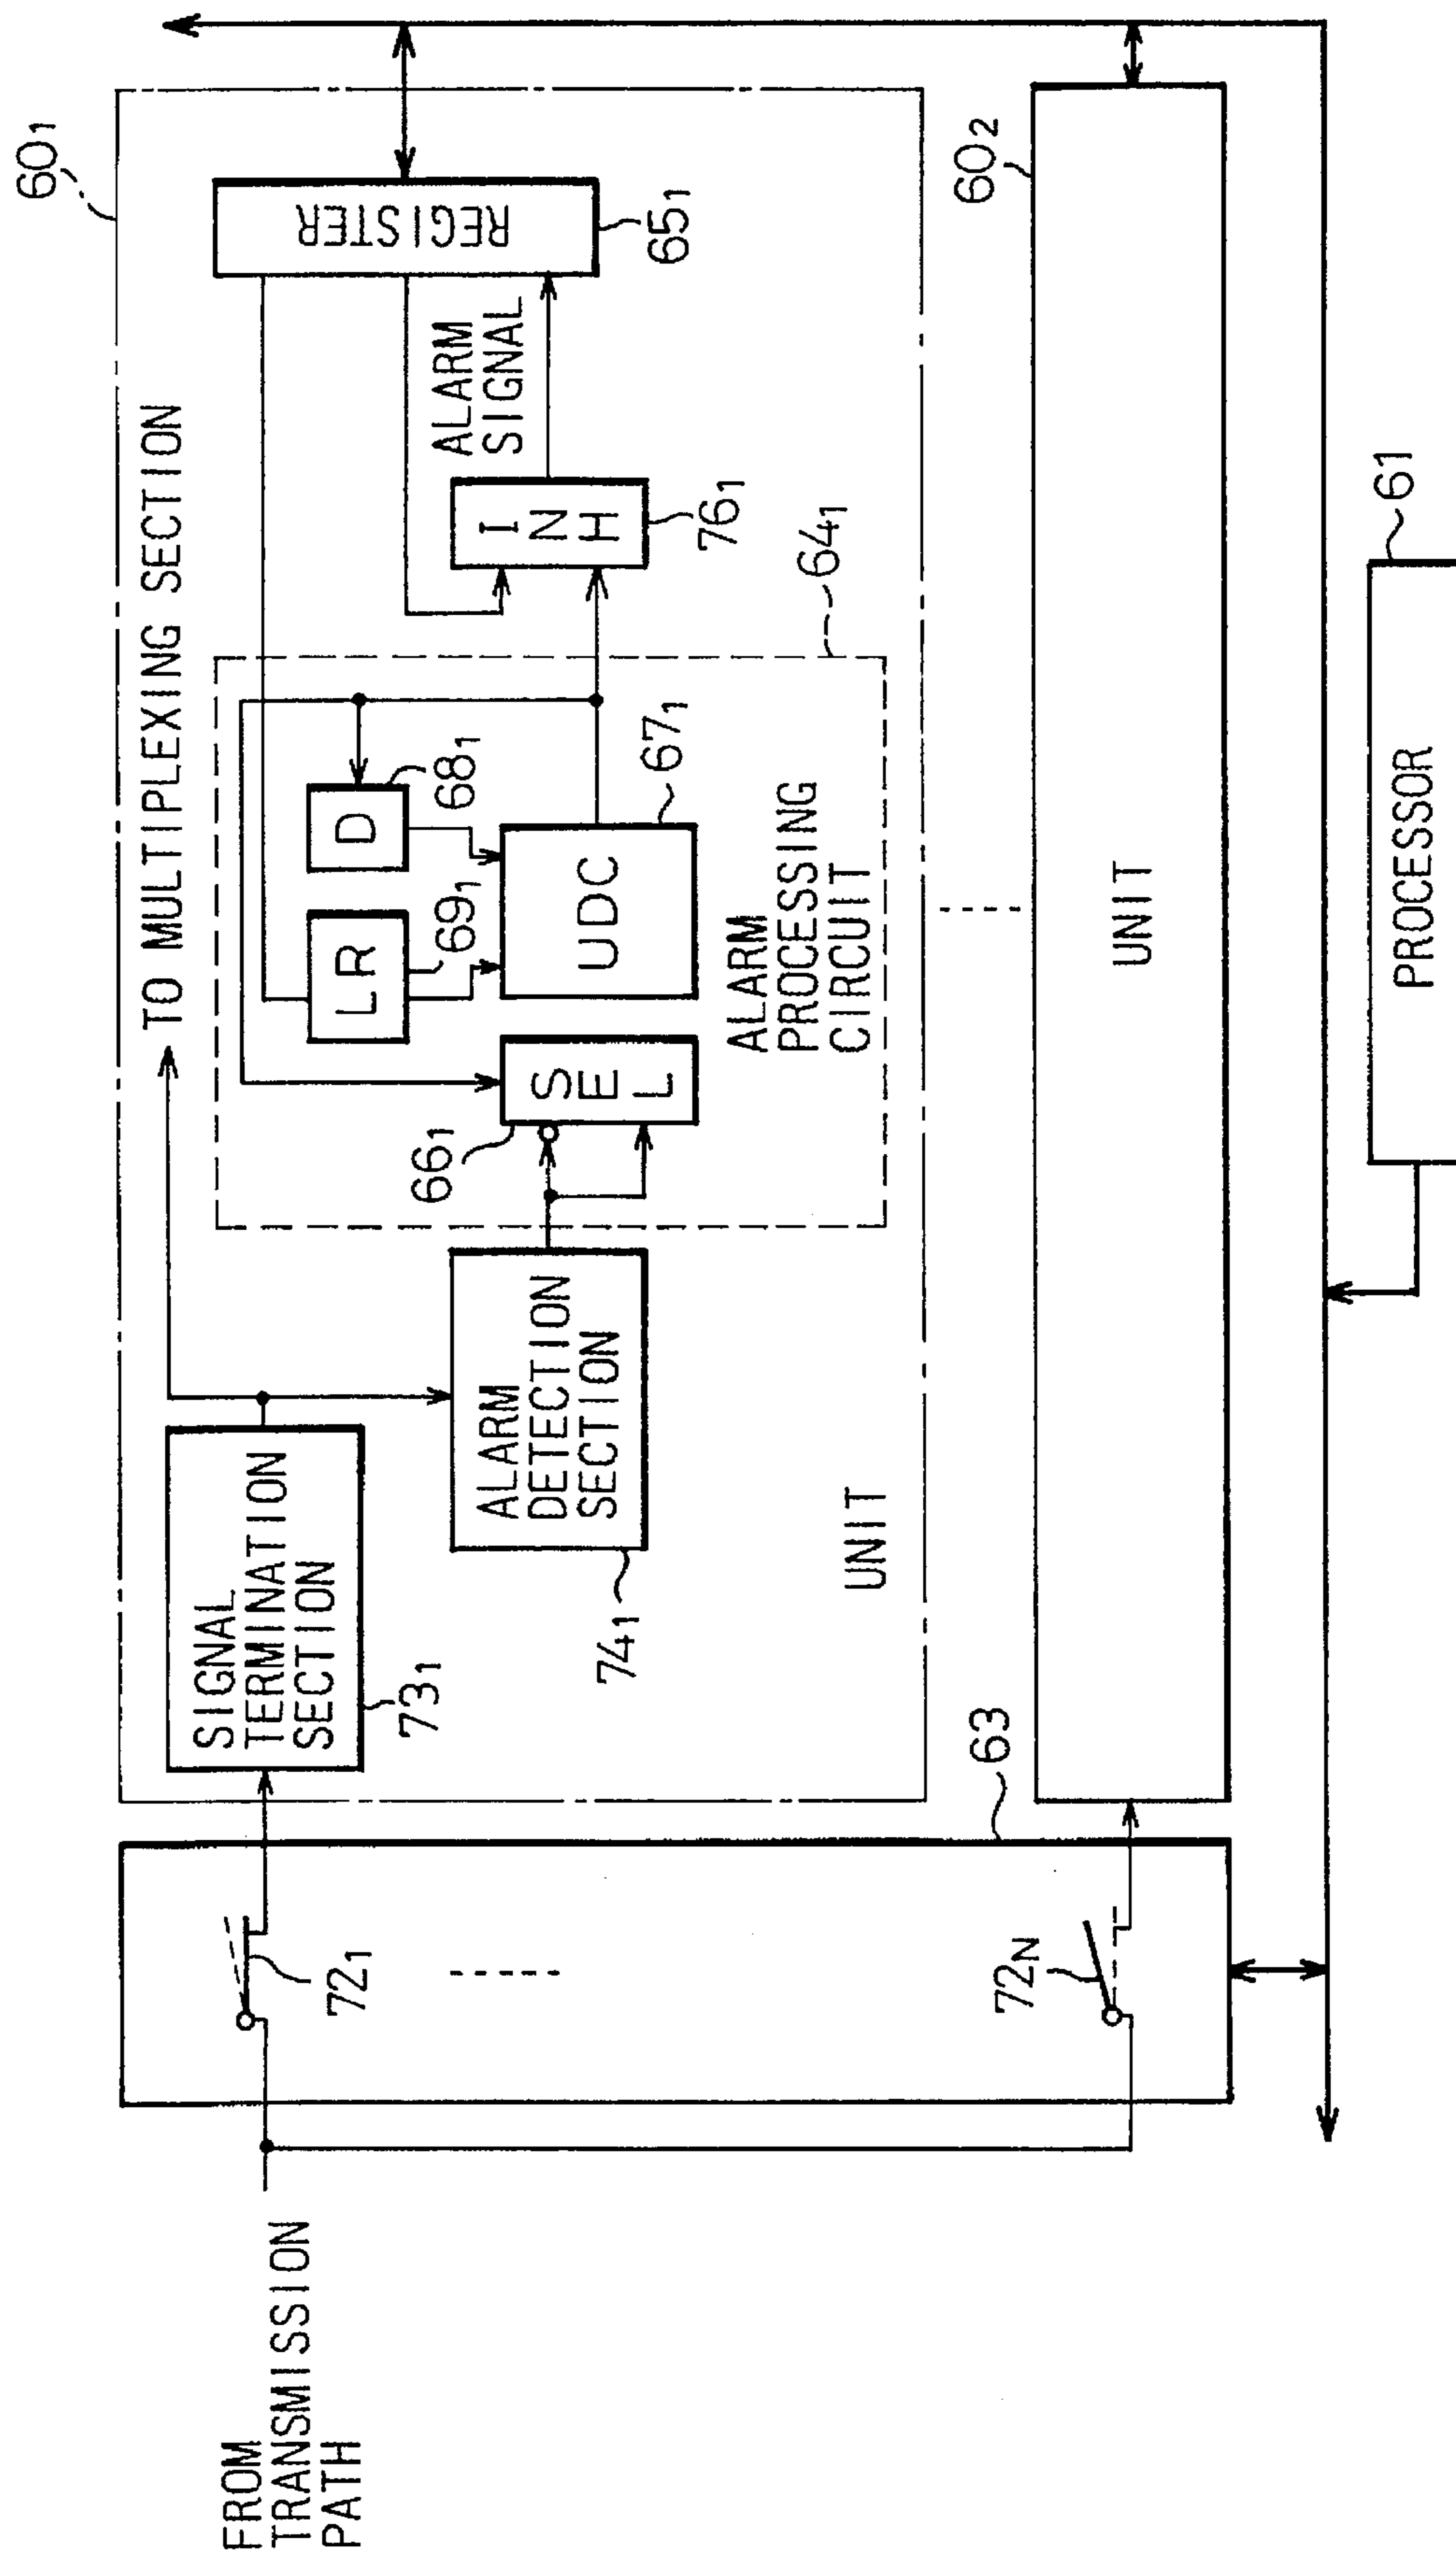 FROM
TRANSMISSION
PATH
72₁
72N
63
60₁
SIGNAL
TERMINATION
SECTION
73₁
TO MULTIPLEXING SECTION
ALARM
DETECTION
SECTION
74₁
UNIT
66₁
SEL
LR
69₁
D
68₁
UDC
67₁
ALARM
PROCESSING
CIRCUIT
64₁
INH
76₁
ALARM
SIGNAL
REGISTER
65₁
UNIT
60₂
PROCESSOR
61